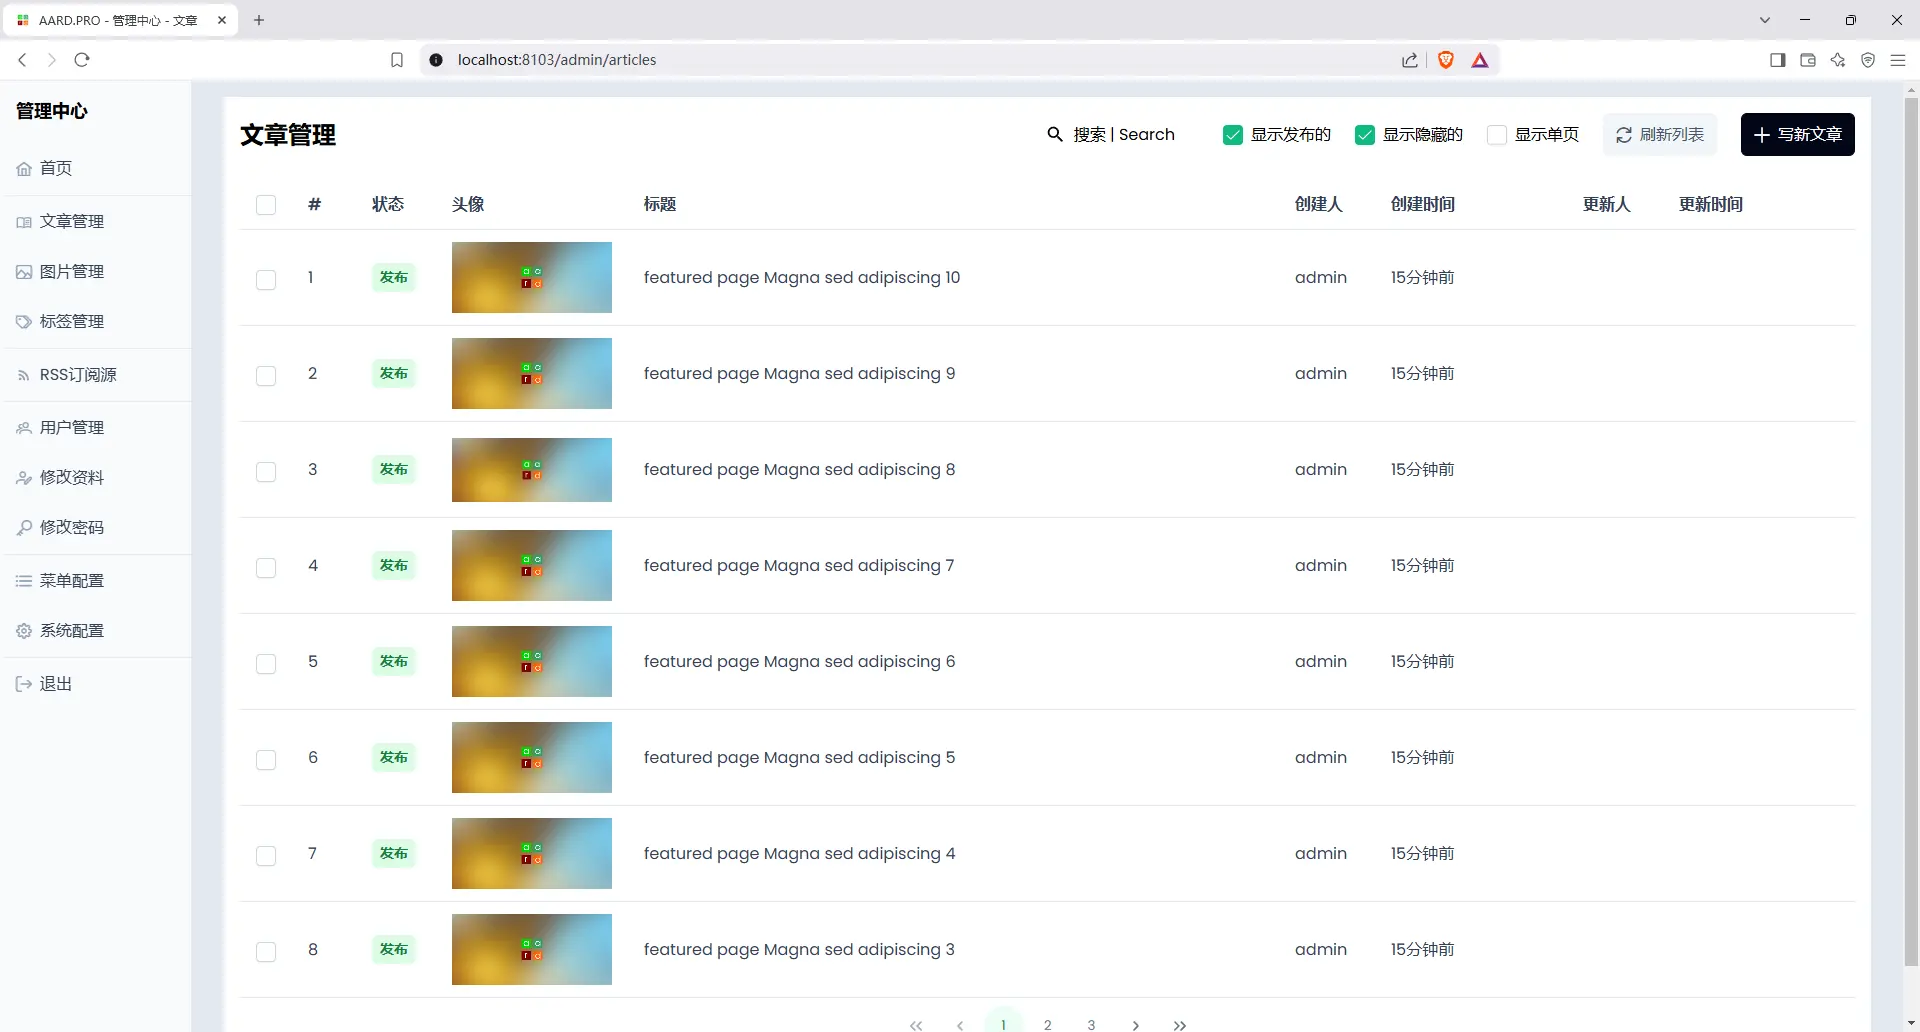 AARD.PRO - 管理中心 - 文章
localhost:8103/admin/articles
管理中心
首页
文章管理
图片管理
标签管理
RSS订阅源
用户管理
修改资料
修改密码
菜单配置
系统配置
退出
文章管理
搜索 | Search
显示发布的
显示隐藏的
显示单页
刷新列表
写新文章
# 状态 头像 标题 创建人 创建时间 更新人 更新时间
1 发布 featured page Magna sed adipiscing 10 admin 15分钟前
2 发布 featured page Magna sed adipiscing 9 admin 15分钟前
3 发布 featured page Magna sed adipiscing 8 admin 15分钟前
4 发布 featured page Magna sed adipiscing 7 admin 15分钟前
5 发布 featured page Magna sed adipiscing 6 admin 15分钟前
6 发布 featured page Magna sed adipiscing 5 admin 15分钟前
7 发布 featured page Magna sed adipiscing 4 admin 15分钟前
8 发布 featured page Magna sed adipiscing 3 admin 15分钟前
1 2 3